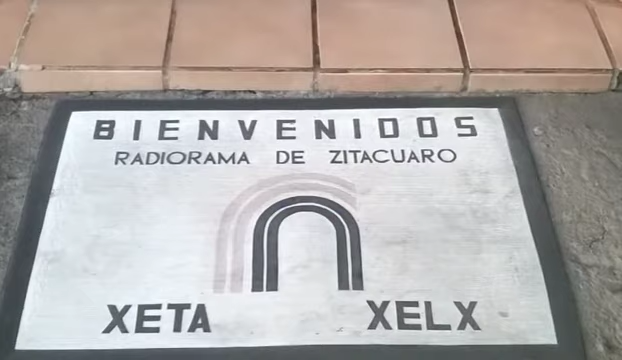 BIENVENIDOS
RADIORAMA DE ZITACUARO
XETA XELX